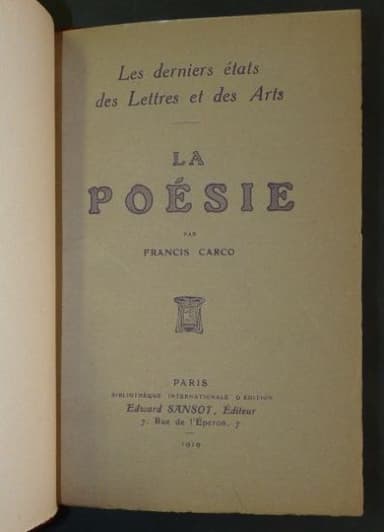 Les derniers états
des Lettres et des Arts
LA
POÉSIE
PAR
FRANCIS CARCO
PARIS
BIBLIOTHÈQUE INTERNATIONALE D'ÉDITION
Edward SANSOT, Éditeur
7, Rue de l'Éperon, 7
1919